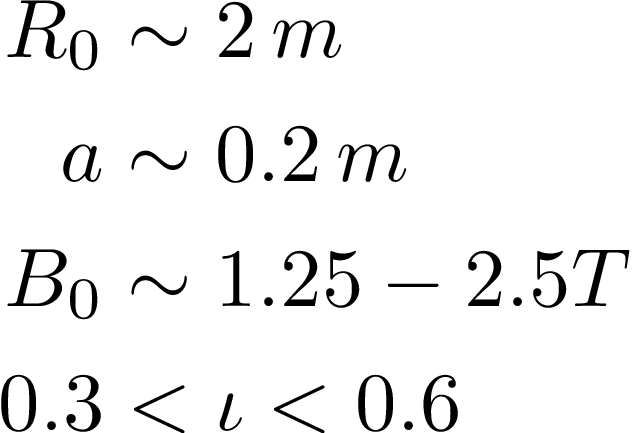 R₀ ∼ 2 m
a ∼ 0.2 m
B₀ ∼ 1.25 − 2.5T
0.3 < ι < 0.6